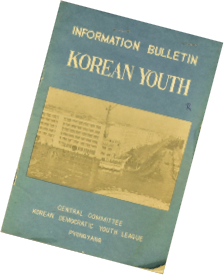 INFORMATION BULLETIN
KOREAN YOUTH
CENTRAL COMMITTEE
KOREAN DEMOCRATIC YOUTH LEAGUE
PYONGYANG